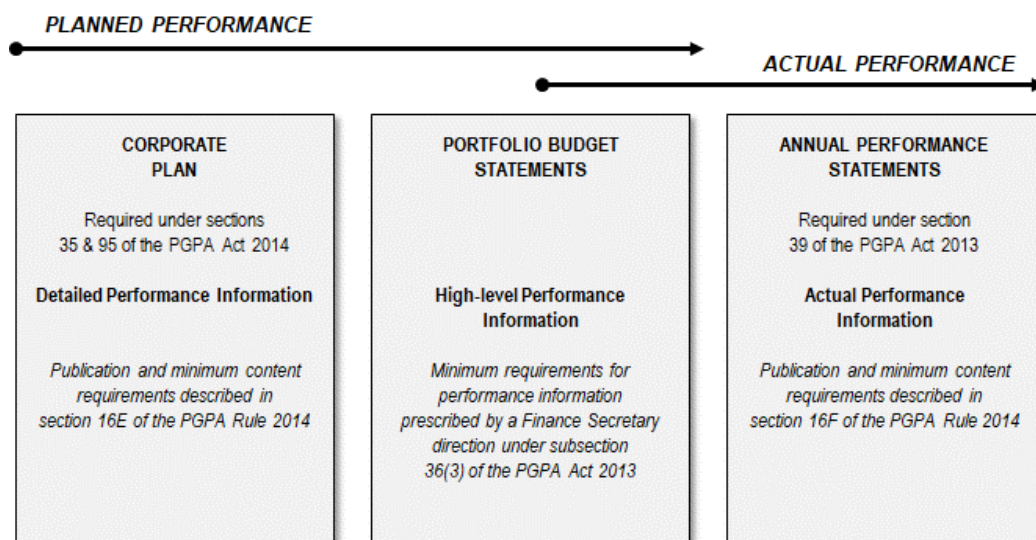 PLANNED PERFORMANCE
ACTUAL PERFORMANCE
CORPORATE
PLAN
Required under sections
35 & 95 of the PGPA Act 2014
Detailed Performance Information
Publication and minimum content
requirements described in
section 16E of the PGPA Rule 2014
PORTFOLIO BUDGET
STATEMENTS
High-level Performance
Information
Minimum requirements for
performance information
prescribed by a Finance Secretary
direction under subsection
36(3) of the PGPA Act 2013
ANNUAL PERFORMANCE
STATEMENTS
Required under section
39 of the PGPA Act 2013
Actual Performance
Information
Publication and minimum content
requirements described in
section 16F of the PGPA Rule 2014